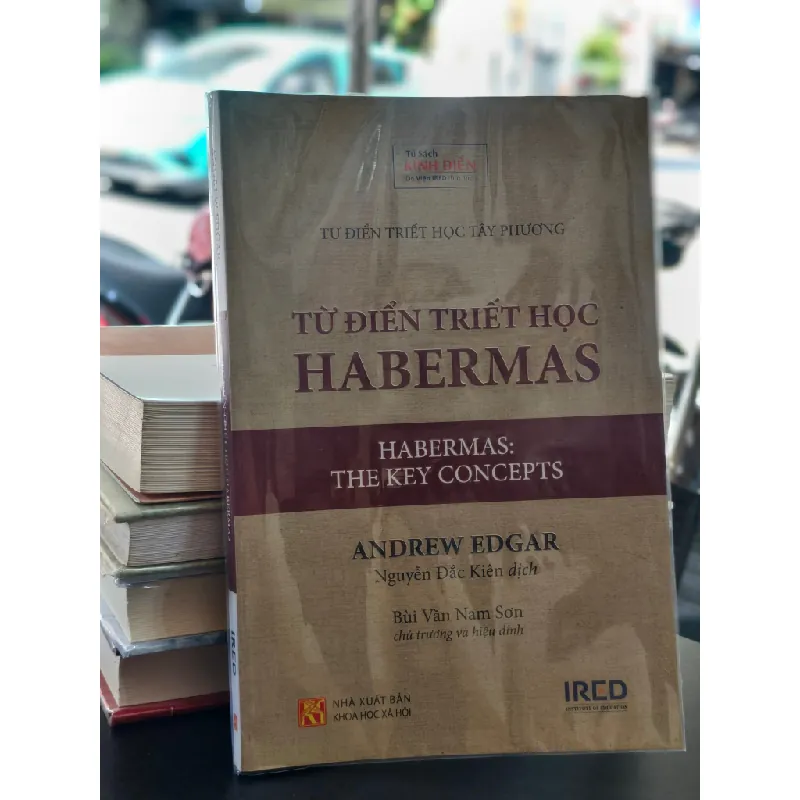 Tủ sách
KINH ĐIỂN
TỪ ĐIỂN TRIẾT HỌC TÂY PHƯƠNG
TỪ ĐIỂN TRIẾT HỌC
HABERMAS
HABERMAS:
THE KEY CONCEPTS
ANDREW EDGAR
Nguyễn Đắc Kiên dịch
Bùi Văn Nam Sơn
chủ trương và hiệu đính
NHÀ XUẤT BẢN
KHOA HỌC XÃ HỘI
IRED
IRED